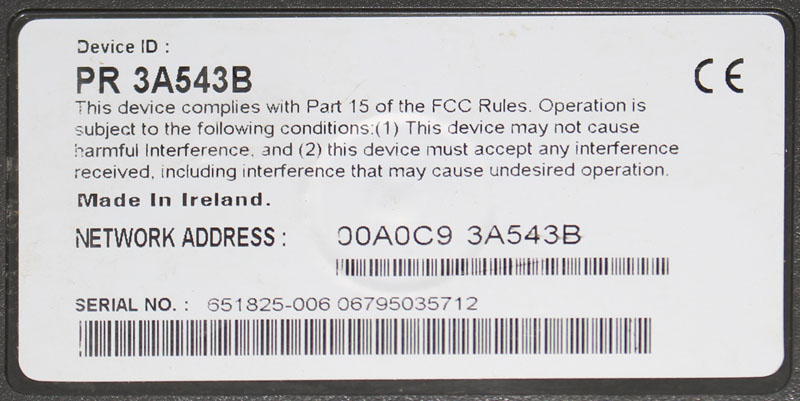 Device ID :
PR 3A543B
CE
This device complies with Part 15 of the FCC Rules. Operation is
subject to the following conditions:(1) This device may not cause
harmful Interference, and (2) this device must accept any interference
received, including interference that may cause undesired operation.
Made In Ireland.
NETWORK ADDRESS : 00A0C9 3A543B
SERIAL NO. : 651825-006 06795035712